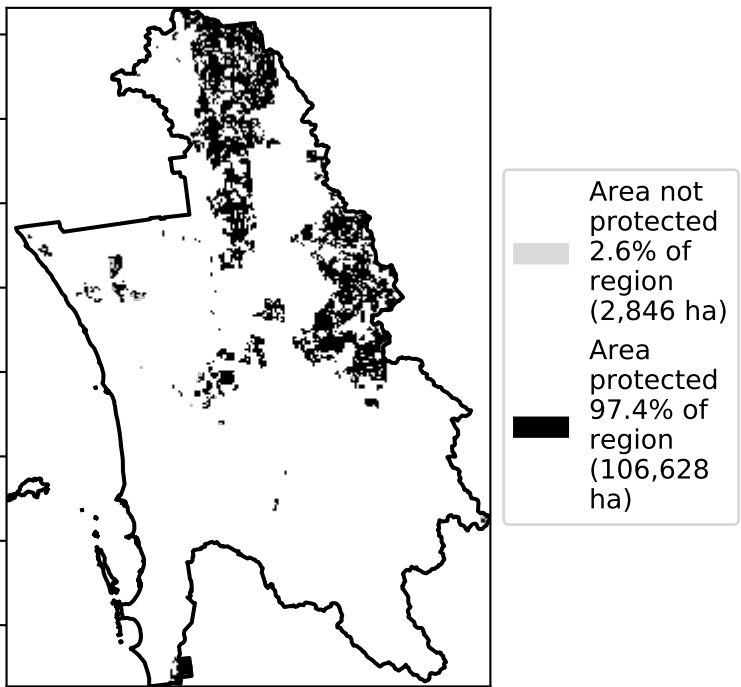 Area not
protected
2.6% of
region
(2,846 ha)
Area
protected
97.4% of
region
(106,628
ha)